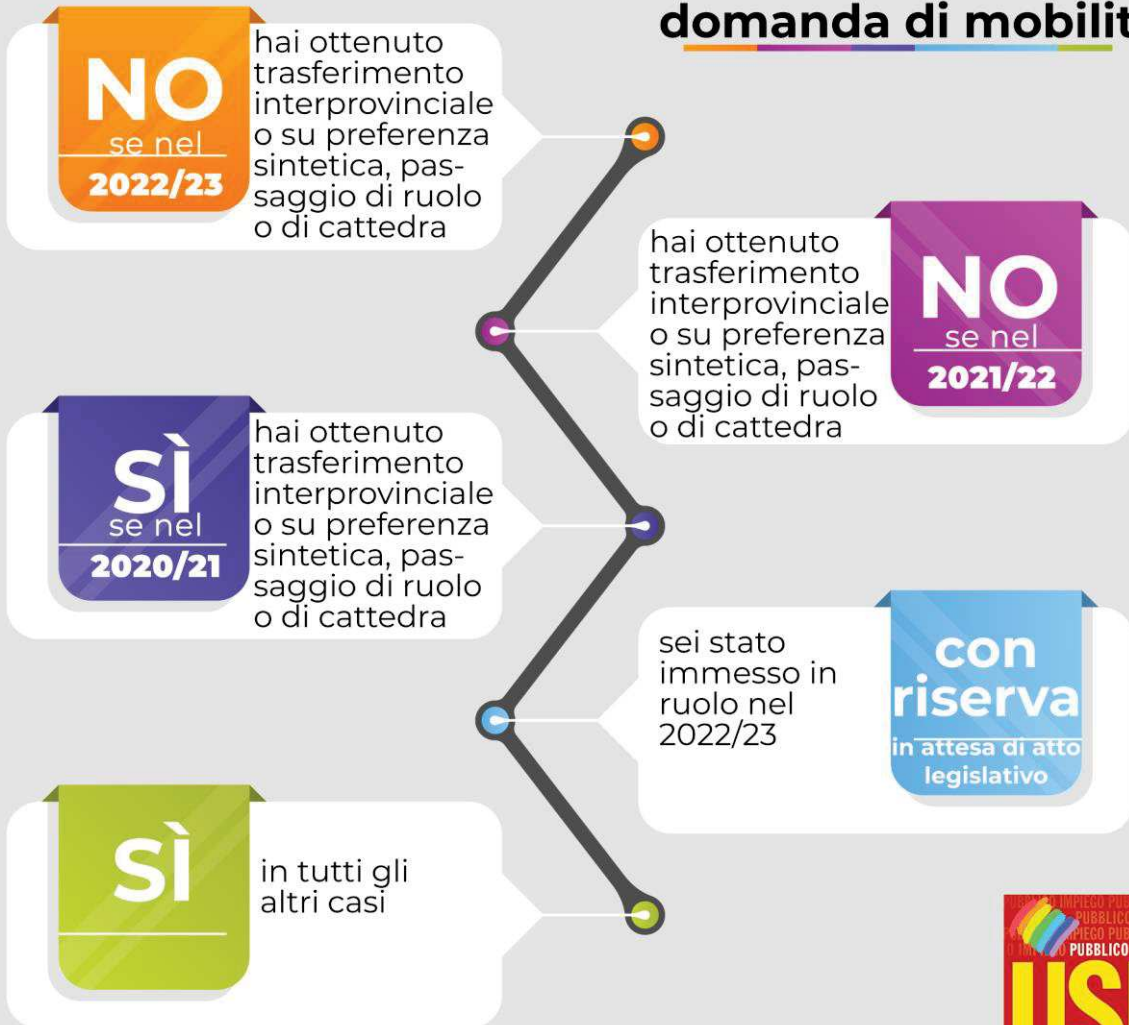 domanda di mobilit
NO
se nel
2022/23
hai ottenuto
trasferimento
interprovinciale
o su preferenza
sintetica, pas-
saggio di ruolo
o di cattedra
hai ottenuto
trasferimento
interprovinciale
o su preferenza
sintetica, pas-
saggio di ruolo
o di cattedra
NO
se nel
2021/22
SÌ
se nel
2020/21
hai ottenuto
trasferimento
interprovinciale
o su preferenza
sintetica, pas-
saggio di ruolo
o di cattedra
sei stato
immesso in
ruolo nel
2022/23
con
riserva
in attesa di atto
legislativo
SÌ
in tutti gli
altri casi
PUBBLICO
US